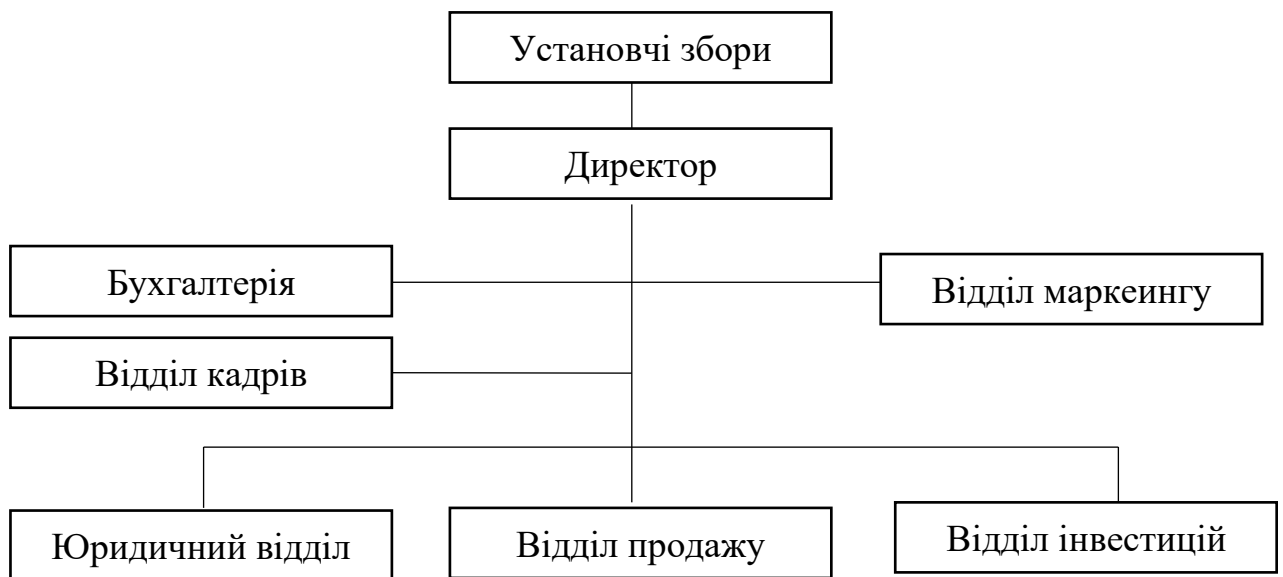 Установчі збори
Директор
Бухгалтерія
Відділ маркеингу
Відділ кадрів
Юридичний відділ
Відділ продажу
Відділ інвестицій